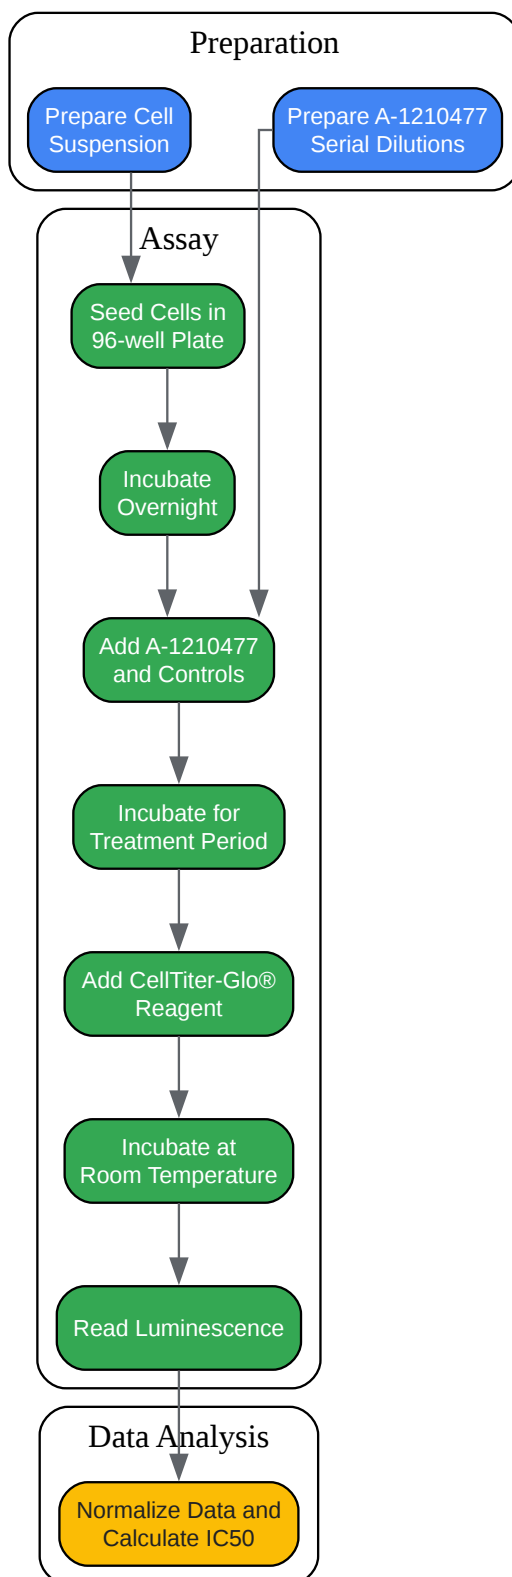 Preparation
Prepare Cell
Suspension
Prepare A-1210477
Serial Dilutions
Assay
Seed Cells in
96-well Plate
Incubate
Overnight
Add A-1210477
and Controls
Incubate for
Treatment Period
Add CellTiter-Glo®
Reagent
Incubate at
Room Temperature
Read Luminescence
Data Analysis
Normalize Data and
Calculate IC50